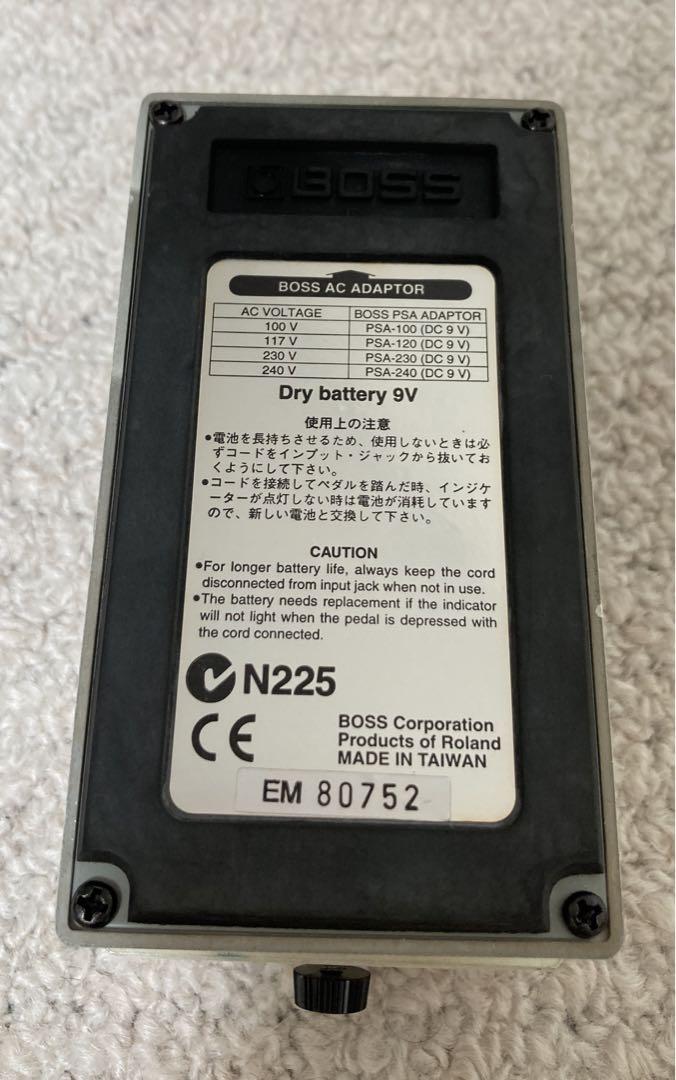 BOSS
BOSS AC ADAPTOR
AC VOLTAGE BOSS PSA ADAPTOR
100 V PSA-100 (DC 9 V)
117 V PSA-120 (DC 9 V)
230 V PSA-230 (DC 9 V)
240 V PSA-240 (DC 9 V)
Dry battery 9V
使用上の注意
●電池を長持ちさせるため、使用しないときは必
ずコードをインプット・ジャックから抜いてお
くようにして下さい。
●コードを接続してペダルを踏んだ時、インジケ
ーターが点灯しない時は電池が消耗しています
ので、新しい電池と交換して下さい。
CAUTION
●For longer battery life, always keep the cord
disconnected from input jack when not in use.
●The battery needs replacement if the indicator
will not light when the pedal is depressed with
the cord connected.
N225
CE
BOSS Corporation
Products of Roland
MADE IN TAIWAN
EM 80752